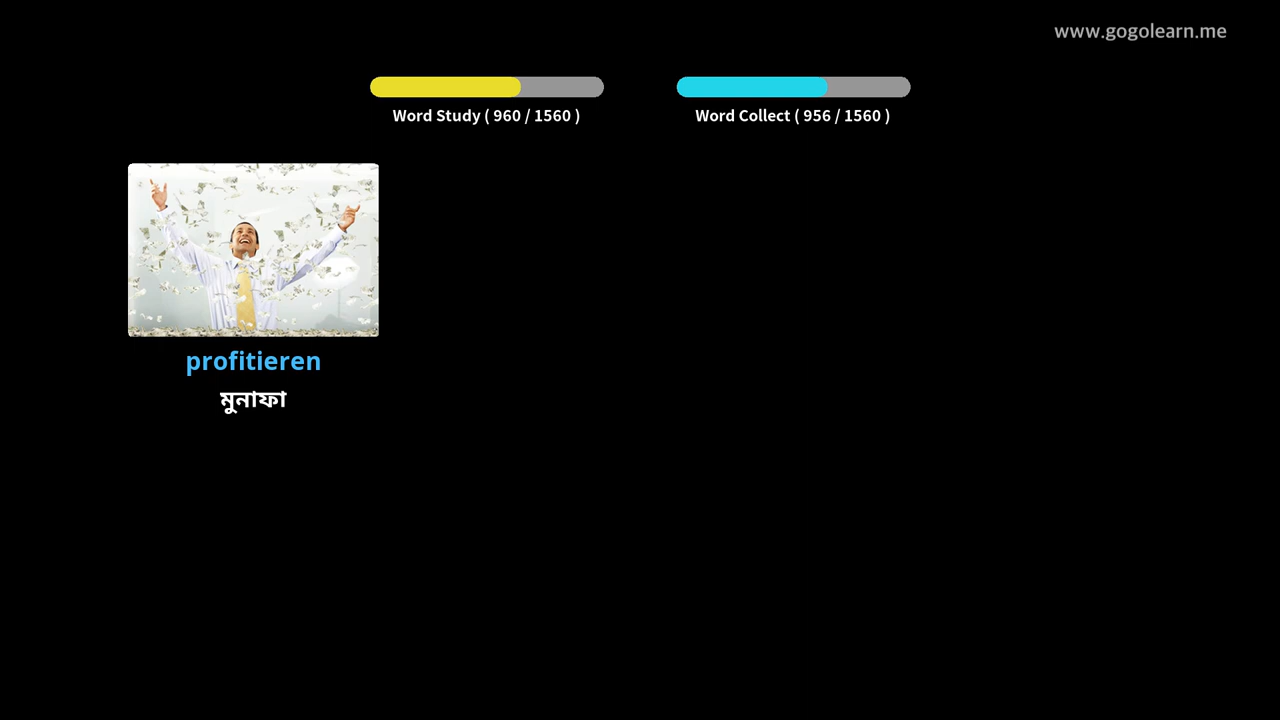 www.gogolearn.me
Word Study ( 960 / 1560 )
Word Collect ( 956 / 1560 )
profitieren
মুনাফা